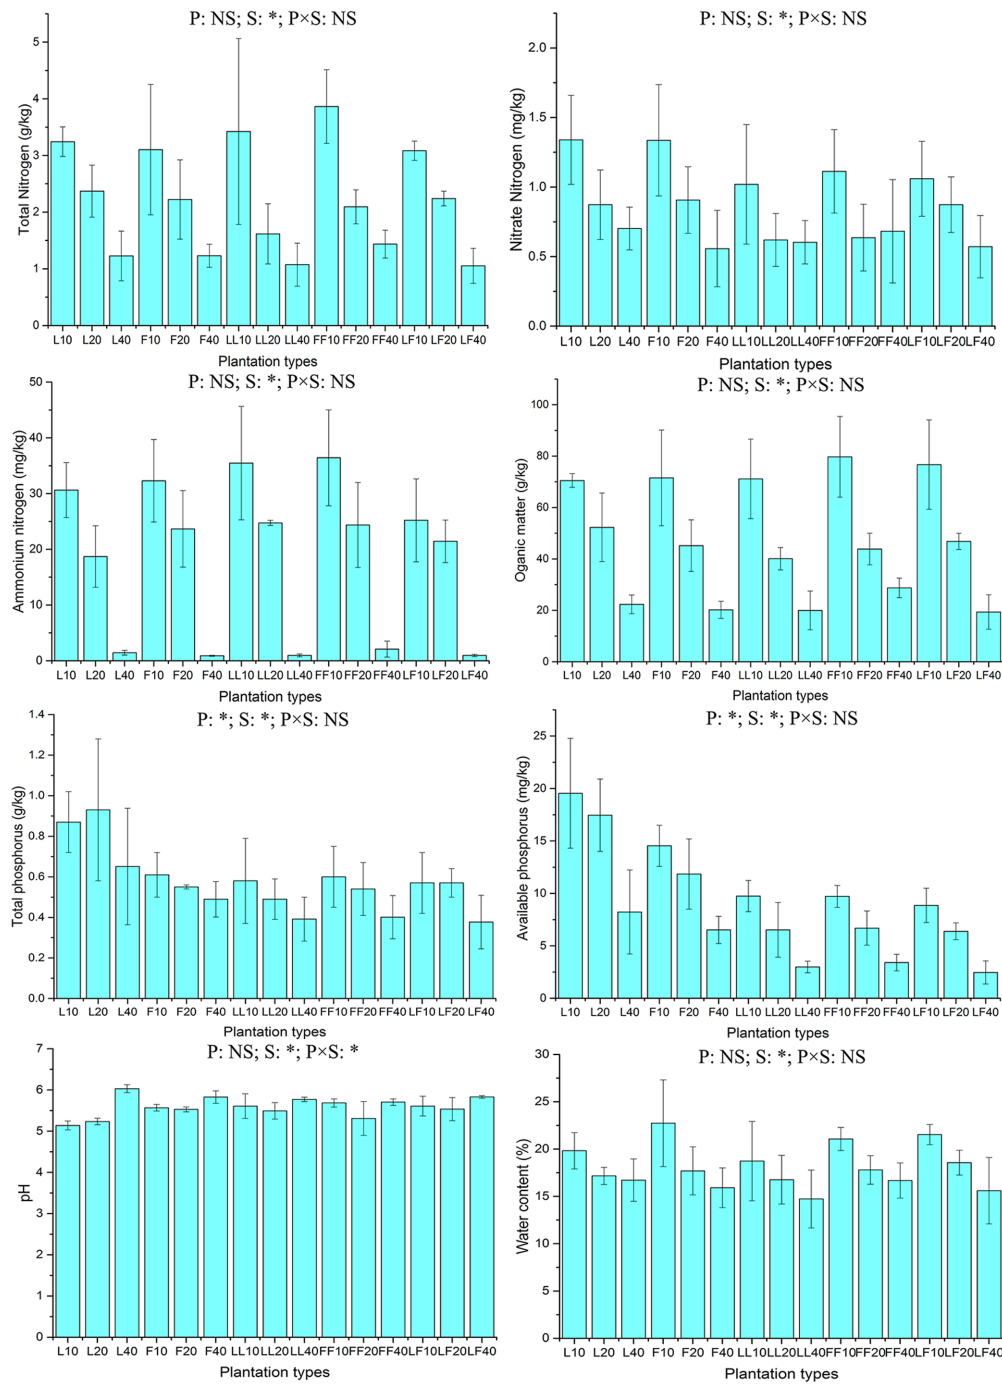 P: NS; S: *; P×S: NS
Total Nitrogen (g/kg)
5
4
3
2
1
0
L10 L20 L40 F10 F20 F40 LL10 LL20 LL40 FF10 FF20 FF40 LF10 LF20 LF40
Plantation types
P: NS; S: *; P×S: NS
Nitrate Nitrogen (mg/kg)
2.0
1.5
1.0
0.5
0.0
L10 L20 L40 F10 F20 F40 LL10 LL20 LL40 FF10 FF20 FF40 LF10 LF20 LF40
Plantation types
P: NS; S: *; P×S: NS
Ammonium nitrogen (mg/kg)
50
40
30
20
10
0
L10 L20 L40 F10 F20 F40 LL10 LL20 LL40 FF10 FF20 FF40 LF10 LF20 LF40
Plantation types
P: NS; S: *; P×S: NS
Oganic matter (g/kg)
100
80
60
40
20
0
L10 L20 L40 F10 F20 F40 LL10 LL20 LL40 FF10 FF20 FF40 LF10 LF20 LF40
Plantation types
P: *; S: *; P×S: NS
Total phosphorus (g/kg)
1.4
1.2
1.0
0.8
0.6
0.4
0.2
0.0
L10 L20 L40 F10 F20 F40 LL10 LL20 LL40 FF10 FF20 FF40 LF10 LF20 LF40
Plantation types
P: *; S: *; P×S: NS
Available phosphorus (mg/kg)
25
20
15
10
5
0
L10 L20 L40 F10 F20 F40 LL10 LL20 LL40 FF10 FF20 FF40 LF10 LF20 LF40
Plantation types
P: NS; S: *; P×S: *
pH
7
6
5
4
3
2
1
0
L10 L20 L40 F10 F20 F40 LL10 LL20 LL40 FF10 FF20 FF40 LF10 LF20 LF40
Plantation types
P: NS; S: *; P×S: NS
Water content (%)
30
25
20
15
10
5
0
L10 L20 L40 F10 F20 F40 LL10 LL20 LL40 FF10 FF20 FF40 LF10 LF20 LF40
Plantation types